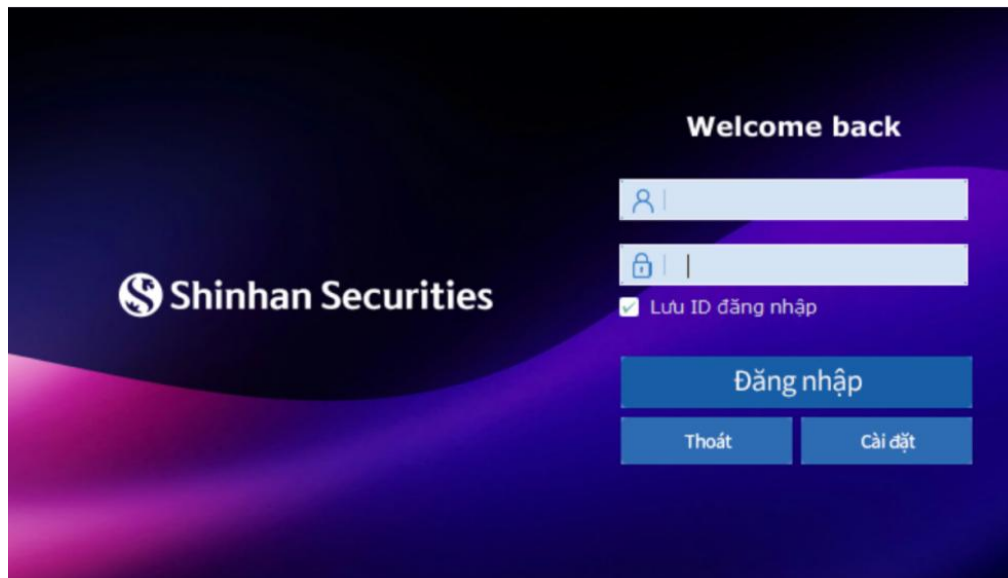 Welcome back
Shinhan Securities
Lưu ID đăng nhập
Đăng nhập
Thoát
Cài đặt